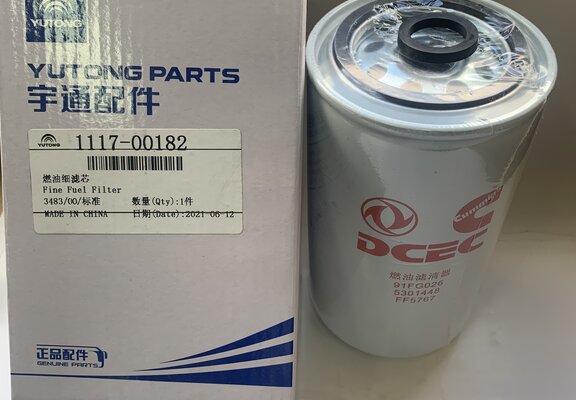 YUTONG
YUTONG PARTS
宇通配件
YUTONG
1117-00182
燃油细滤芯
Fine Fuel Filter
3483/00/标准 数量(Qty):1件
MADE IN CHINA 日期(Date):2021-06-12
正品配件
GENUINE PARTS
Cummins
DCEC
燃油滤清器
91FG026
5301448
FF5767